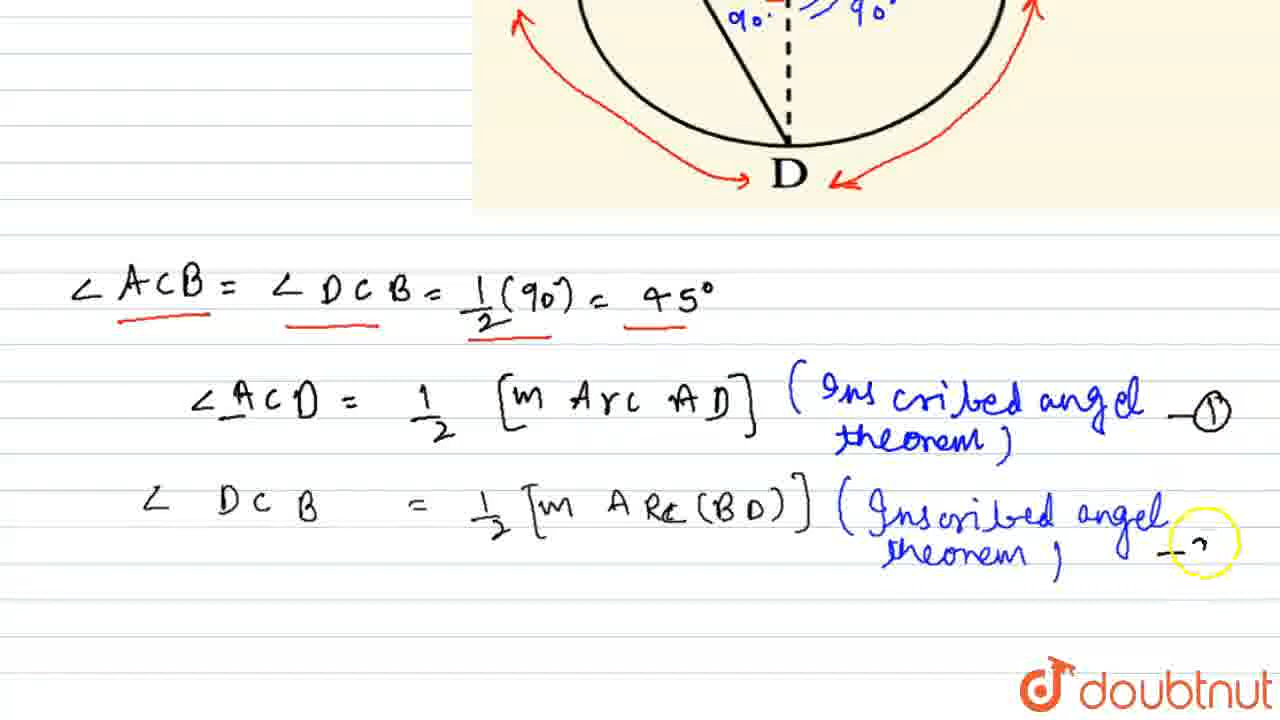 90° 90°
D
∠ ACB = ∠ DCB = 1/2 (90°) = 45°
∠ ACD = 1/2 [m Arc AD] (Inscribed angel — ①
theorem)
∠ DCB = 1/2 [m ARC (BD)] (Inscribed angel
theorem) —
doubtnut